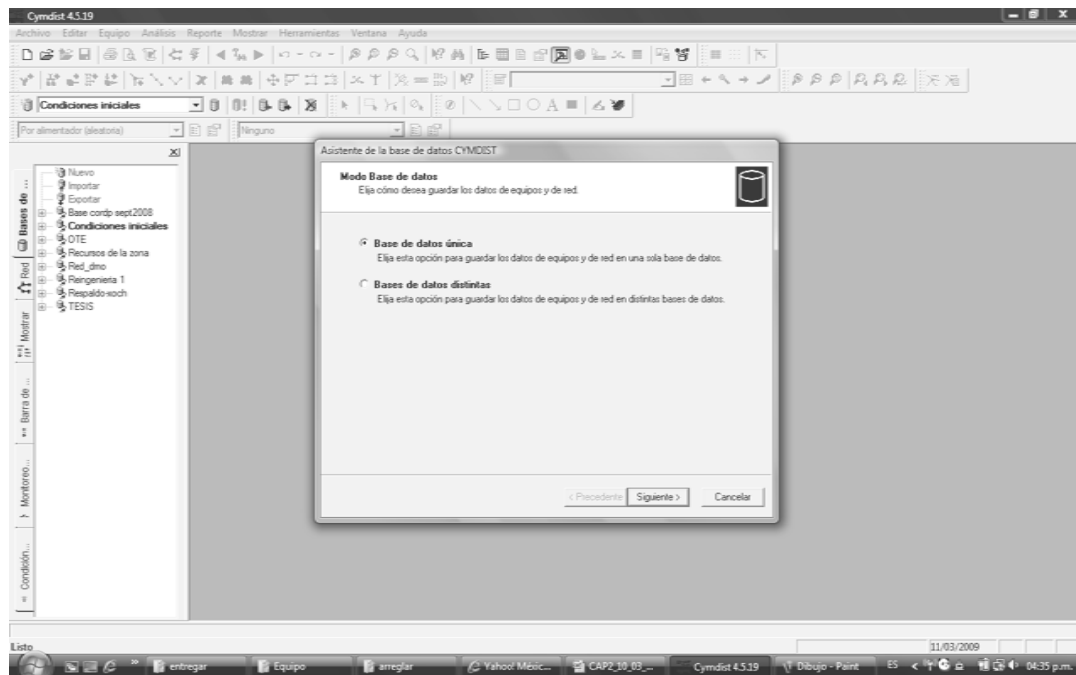 Cymdist 4.5.19
Archivo Editar Equipo Análisis Reporte Mostrar Herramientas Ventana Ayuda
Condiciones iniciales
Por alimentador (aleatoria)
Ninguno
Nuevo
Importar
Exportar
Base cordp sept2008
Condiciones iniciales
OTE
Recursos de la zona
Red_dmo
Reingenieria 1
Respaldo-xoch
TESIS
Bases de ...
Red
Mostrar
Barra de ...
Monitoreo...
Condición...
Asistente de la base de datos CYMDIST
Modo Base de datos
Elija cómo desea guardar los datos de equipos y de red.
Base de datos única
Elija esta opción para guardar los datos de equipos y de red en una sola base de datos.
Bases de datos distintas
Elija esta opción para guardar los datos de equipos y de red en distintas bases de datos.
< Precedente
Siguiente >
Cancelar
Listo
11/03/2009
entregar
Equipo
arreglar
Yahoo! Méxic...
CAP2_10_03_...
Cymdist 4.5.19
Dibujo - Paint
ES
04:35 p.m.